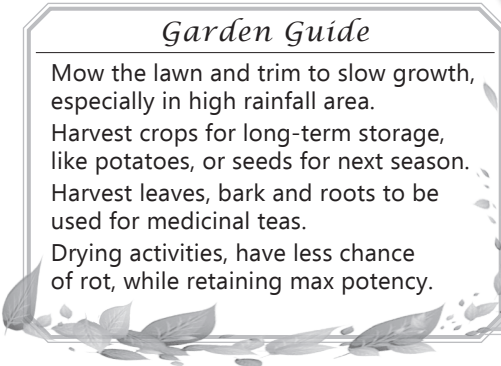 Garden Guide
Mow the lawn and trim to slow growth,
especially in high rainfall area.
Harvest crops for long-term storage,
like potatoes, or seeds for next season.
Harvest leaves, bark and roots to be
used for medicinal teas.
Drying activities, have less chance
of rot, while retaining max potency.